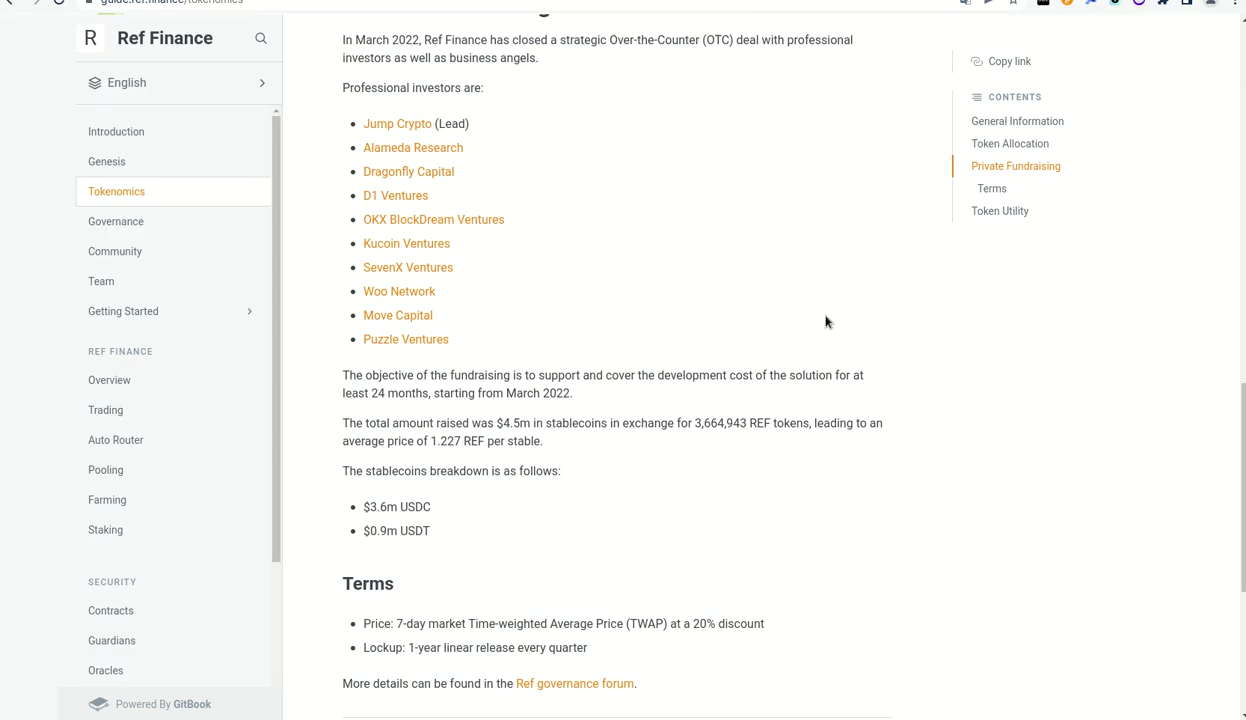 guide.ref.finance/tokenomics
R Ref Finance
English
Introduction
Genesis
Tokenomics
Governance
Community
Team
Getting Started
REF FINANCE
Overview
Trading
Auto Router
Pooling
Farming
Staking
SECURITY
Contracts
Guardians
Oracles
Powered By GitBook
In March 2022, Ref Finance has closed a strategic Over-the-Counter (OTC) deal with professional
investors as well as business angels.
Professional investors are:
Jump Crypto (Lead)
Alameda Research
Dragonfly Capital
D1 Ventures
OKX BlockDream Ventures
Kucoin Ventures
SevenX Ventures
Woo Network
Move Capital
Puzzle Ventures
The objective of the fundraising is to support and cover the development cost of the solution for at
least 24 months, starting from March 2022.
The total amount raised was $4.5m in stablecoins in exchange for 3,664,943 REF tokens, leading to an
average price of 1.227 REF per stable.
The stablecoins breakdown is as follows:
$3.6m USDC
$0.9m USDT
Terms
Price: 7-day market Time-weighted Average Price (TWAP) at a 20% discount
Lockup: 1-year linear release every quarter
More details can be found in the Ref governance forum.
Copy link
CONTENTS
General Information
Token Allocation
Private Fundraising
Terms
Token Utility